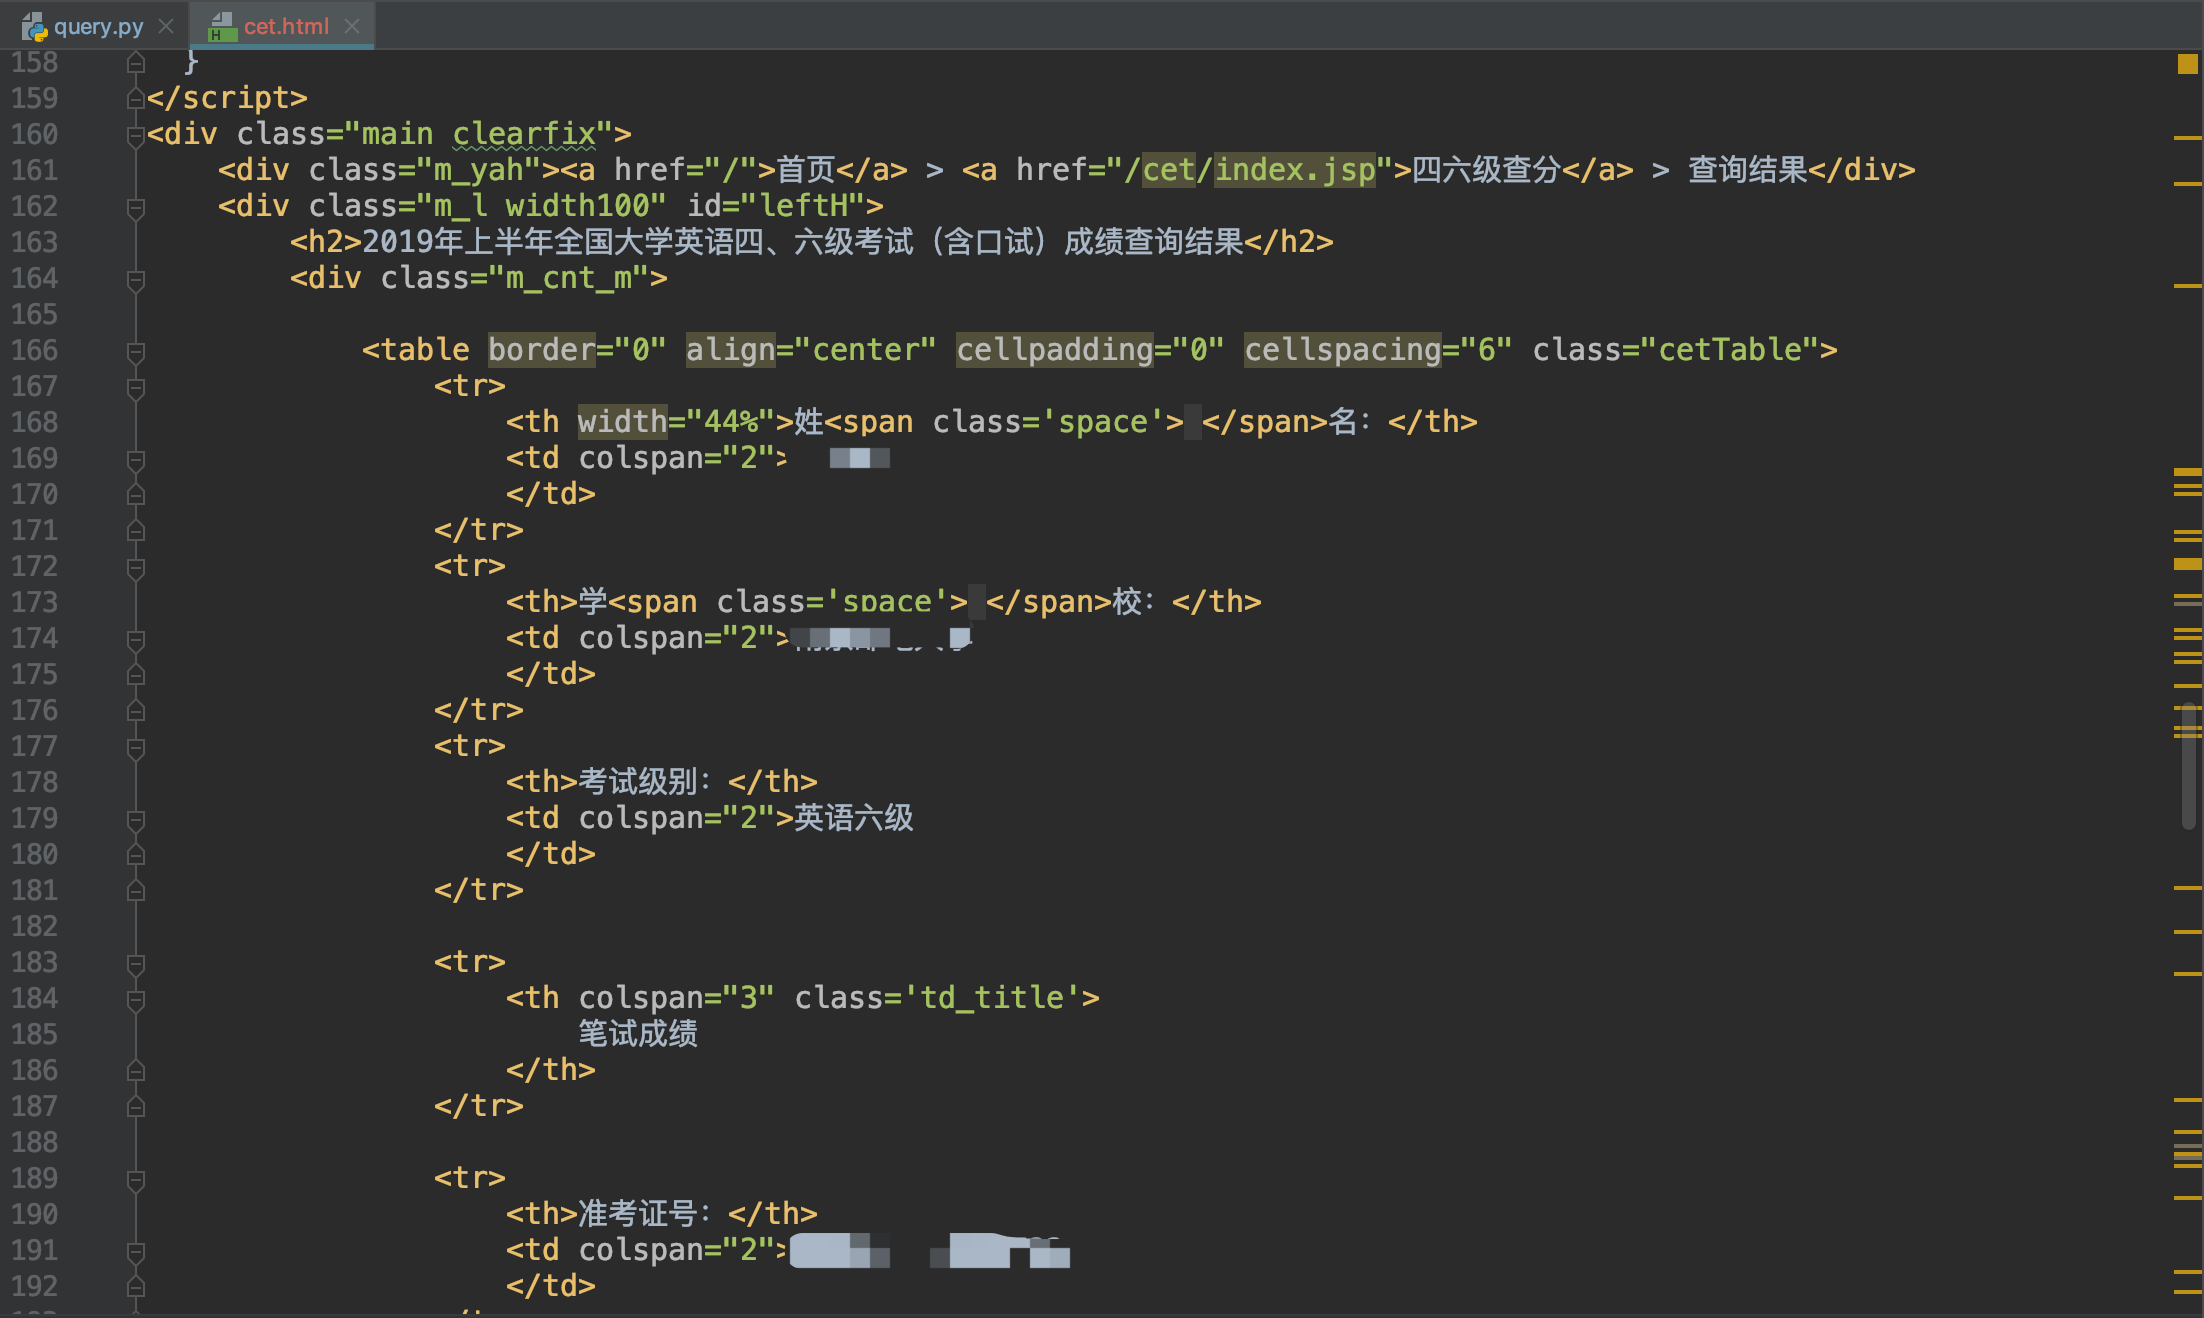 query.py
cet.html
158 }
159 </script>
160 <div class="main clearfix">
161 <div class="m_yah"><a href="/">首页</a> > <a href="/cet/index.jsp">四六级查分</a> > 查询结果</div>
162 <div class="m_l width100" id="leftH">
163 <h2>2019年上半年全国大学英语四、六级考试（含口试）成绩查询结果</h2>
164 <div class="m_cnt_m">
165
166 <table border="0" align="center" cellpadding="0" cellspacing="6" class="cetTable">
167 <tr>
168 <th width="44%">姓<span class='space'> </span>名：</th>
169 <td colspan="2">
170 </td>
171 </tr>
172 <tr>
173 <th>学<span class='space'> </span>校：</th>
174 <td colspan="2">
175 </td>
176 </tr>
177 <tr>
178 <th>考试级别：</th>
179 <td colspan="2">英语六级
180 </td>
181 </tr>
182
183 <tr>
184 <th colspan="3" class='td_title'>
185 笔试成绩
186 </th>
187 </tr>
188
189 <tr>
190 <th>准考证号：</th>
191 <td colspan="2">
192 </td>